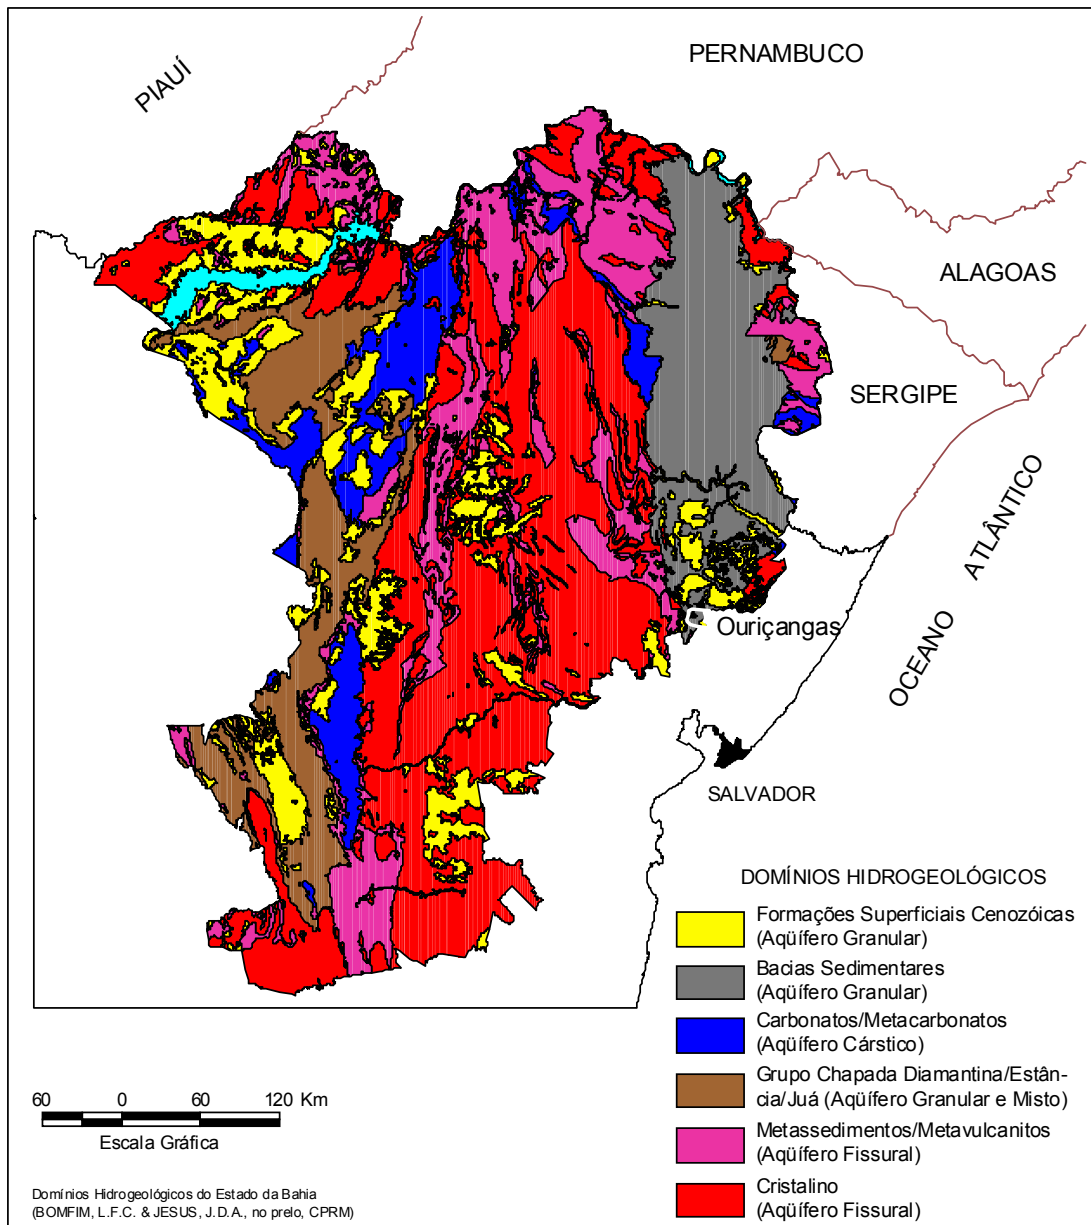 PIAUÍ
PERNAMBUCO
ALAGOAS
SERGIPE
OCEANO ATLÂNTICO
Ouriçangas
SALVADOR
DOMÍNIOS HIDROGEOLÓGICOS
Formações Superficiais Cenozóicas
(Aqüífero Granular)
Bacias Sedimentares
(Aqüífero Granular)
Carbonatos/Metacarbonatos
(Aqüífero Cárstico)
Grupo Chapada Diamantina/Estân-
cia/Juá (Aqüífero Granular e Misto)
Metassedimentos/Metavulcanitos
(Aqüífero Fissural)
Cristalino
(Aqüífero Fissural)
60 0 60 120 Km
Escala Gráfica
Domínios Hidrogeológicos do Estado da Bahia
(BOMFIM, L.F.C. & JESUS, J.D.A., no prelo, CPRM)